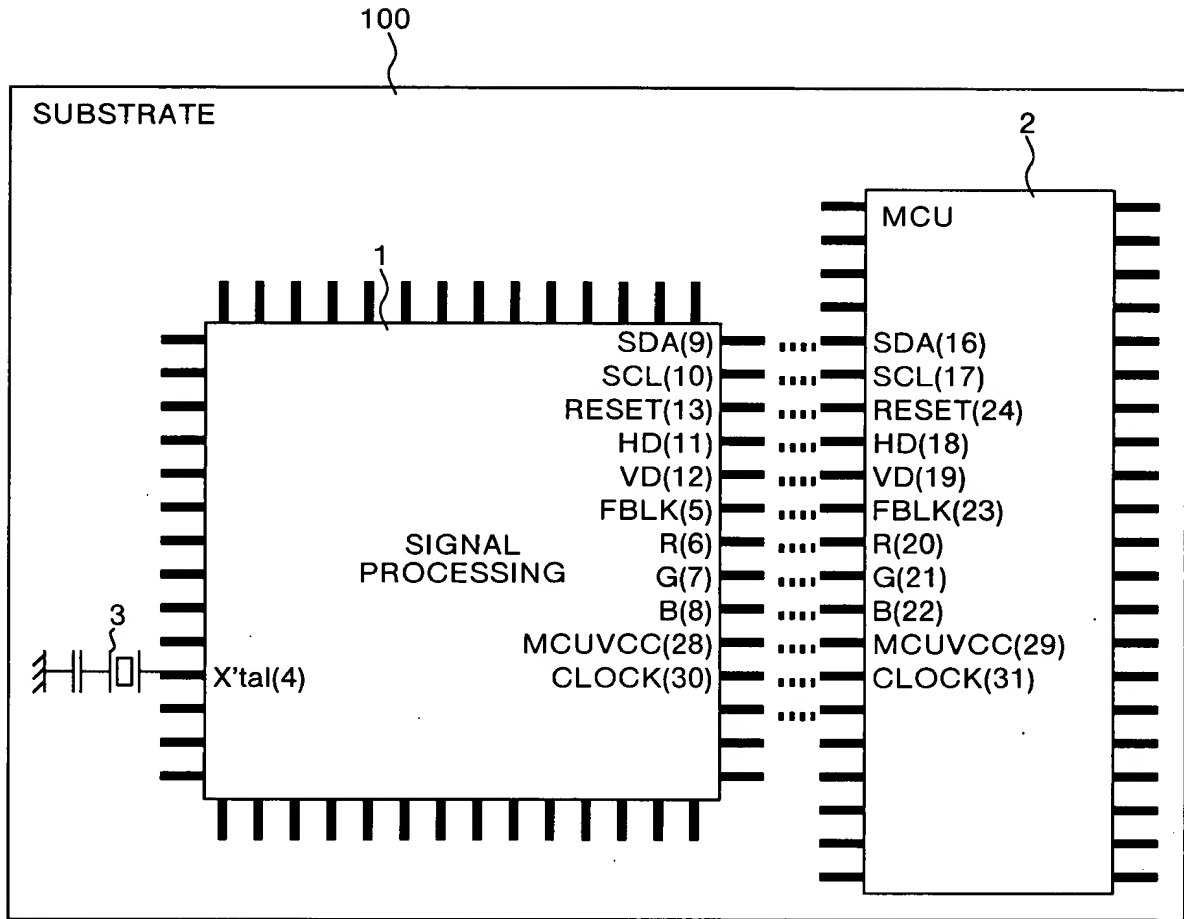 100
SUBSTRATE
2
MCU
1
SDA(9)
SCL(10)
RESET(13)
HD(11)
VD(12)
FBLK(5)
R(6)
G(7)
B(8)
MCUVCC(28)
CLOCK(30)
SIGNAL
PROCESSING
SDA(16)
SCL(17)
RESET(24)
HD(18)
VD(19)
FBLK(23)
R(20)
G(21)
B(22)
MCUVCC(29)
CLOCK(31)
3
X'tal(4)